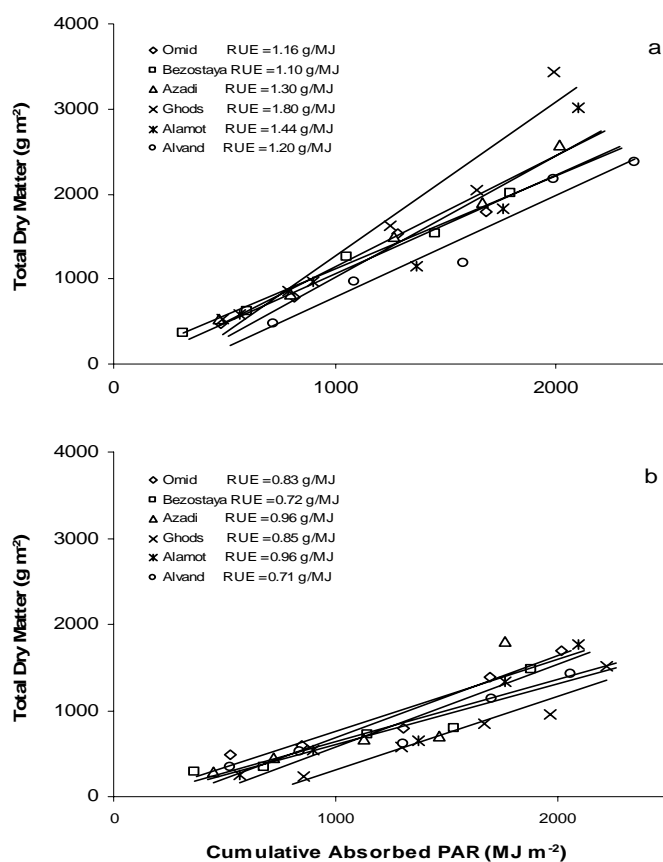 a
Omid RUE =1.16 g/MJ
Bezostaya RUE =1.10 g/MJ
Azadi RUE =1.30 g/MJ
Ghods RUE =1.80 g/MJ
Alamot RUE =1.44 g/MJ
Alvand RUE =1.20 g/MJ
Total Dry Matter (g m²)
4000
3000
2000
1000
0
0 1000 2000
b
Omid RUE =0.83 g/MJ
Bezostaya RUE =0.72 g/MJ
Azadi RUE =0.96 g/MJ
Ghods RUE =0.85 g/MJ
Alamot RUE =0.96 g/MJ
Alvand RUE =0.71 g/MJ
Total Dry Matter (g m²)
4000
3000
2000
1000
0
0 1000 2000
Cumulative Absorbed PAR (MJ m⁻²)